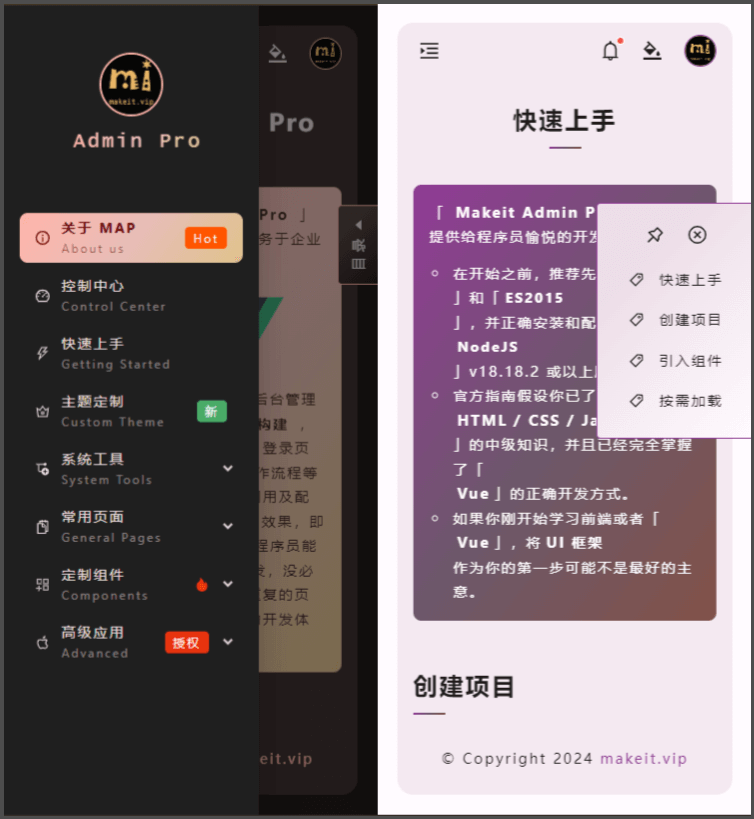 mi
makeit.vip
Admin Pro
关于 MAP
About us
Hot
控制中心
Control Center
快速上手
Getting Started
主题定制
Custom Theme
新
系统工具
System Tools
常用页面
General Pages
定制组件
Components
高级应用
Advanced
授权
mi
Pro
Pro 」
务于企业
后台管理
构建 ，
登录页
作流程等
用及配
效果，即
程序员能
，没必
复的页
开发体
eit.vip
mi
快速上手
「 Makeit Admin P
提供给程序员愉悦的开发
在开始之前，推荐先
」和「 ES2015
」，并正确安装和配
NodeJS
」v18.18.2 或以上
官方指南假设你已了
HTML / CSS / Ja
」的中级知识，并且已经完全掌握
了「
Vue 」的正确开发方式。
如果你刚开始学习前端或者「
Vue 」，将 UI 框架
作为你的第一步可能不是最好的主
意。
快速上手
创建项目
引入组件
按需加载
创建项目
© Copyright 2024 makeit.vip